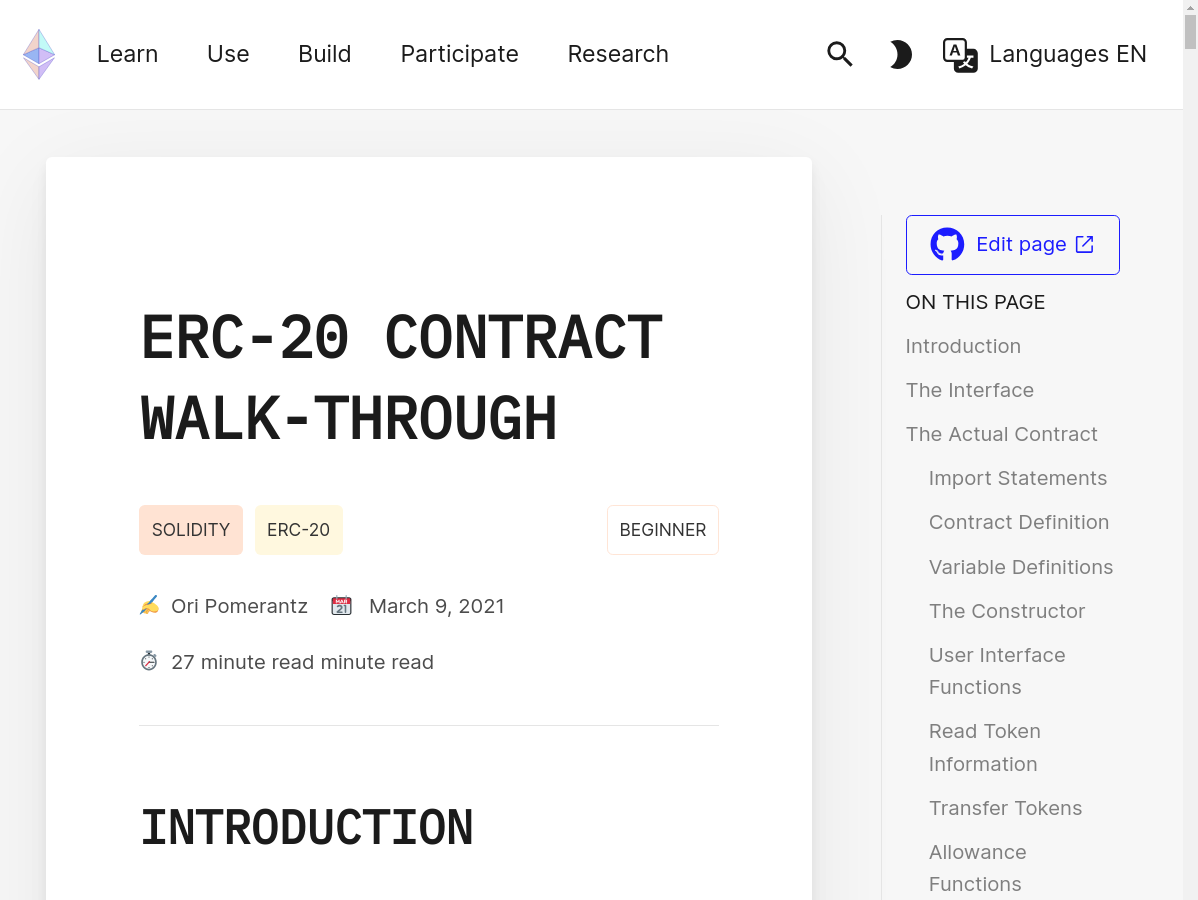 Learn Use Build Participate Research Languages EN
ERC-20 CONTRACT
WALK-THROUGH
SOLIDITY ERC-20 BEGINNER
Ori Pomerantz March 9, 2021
27 minute read minute read
INTRODUCTION
Edit page
ON THIS PAGE
Introduction
The Interface
The Actual Contract
Import Statements
Contract Definition
Variable Definitions
The Constructor
User Interface
Functions
Read Token
Information
Transfer Tokens
Allowance
Functions